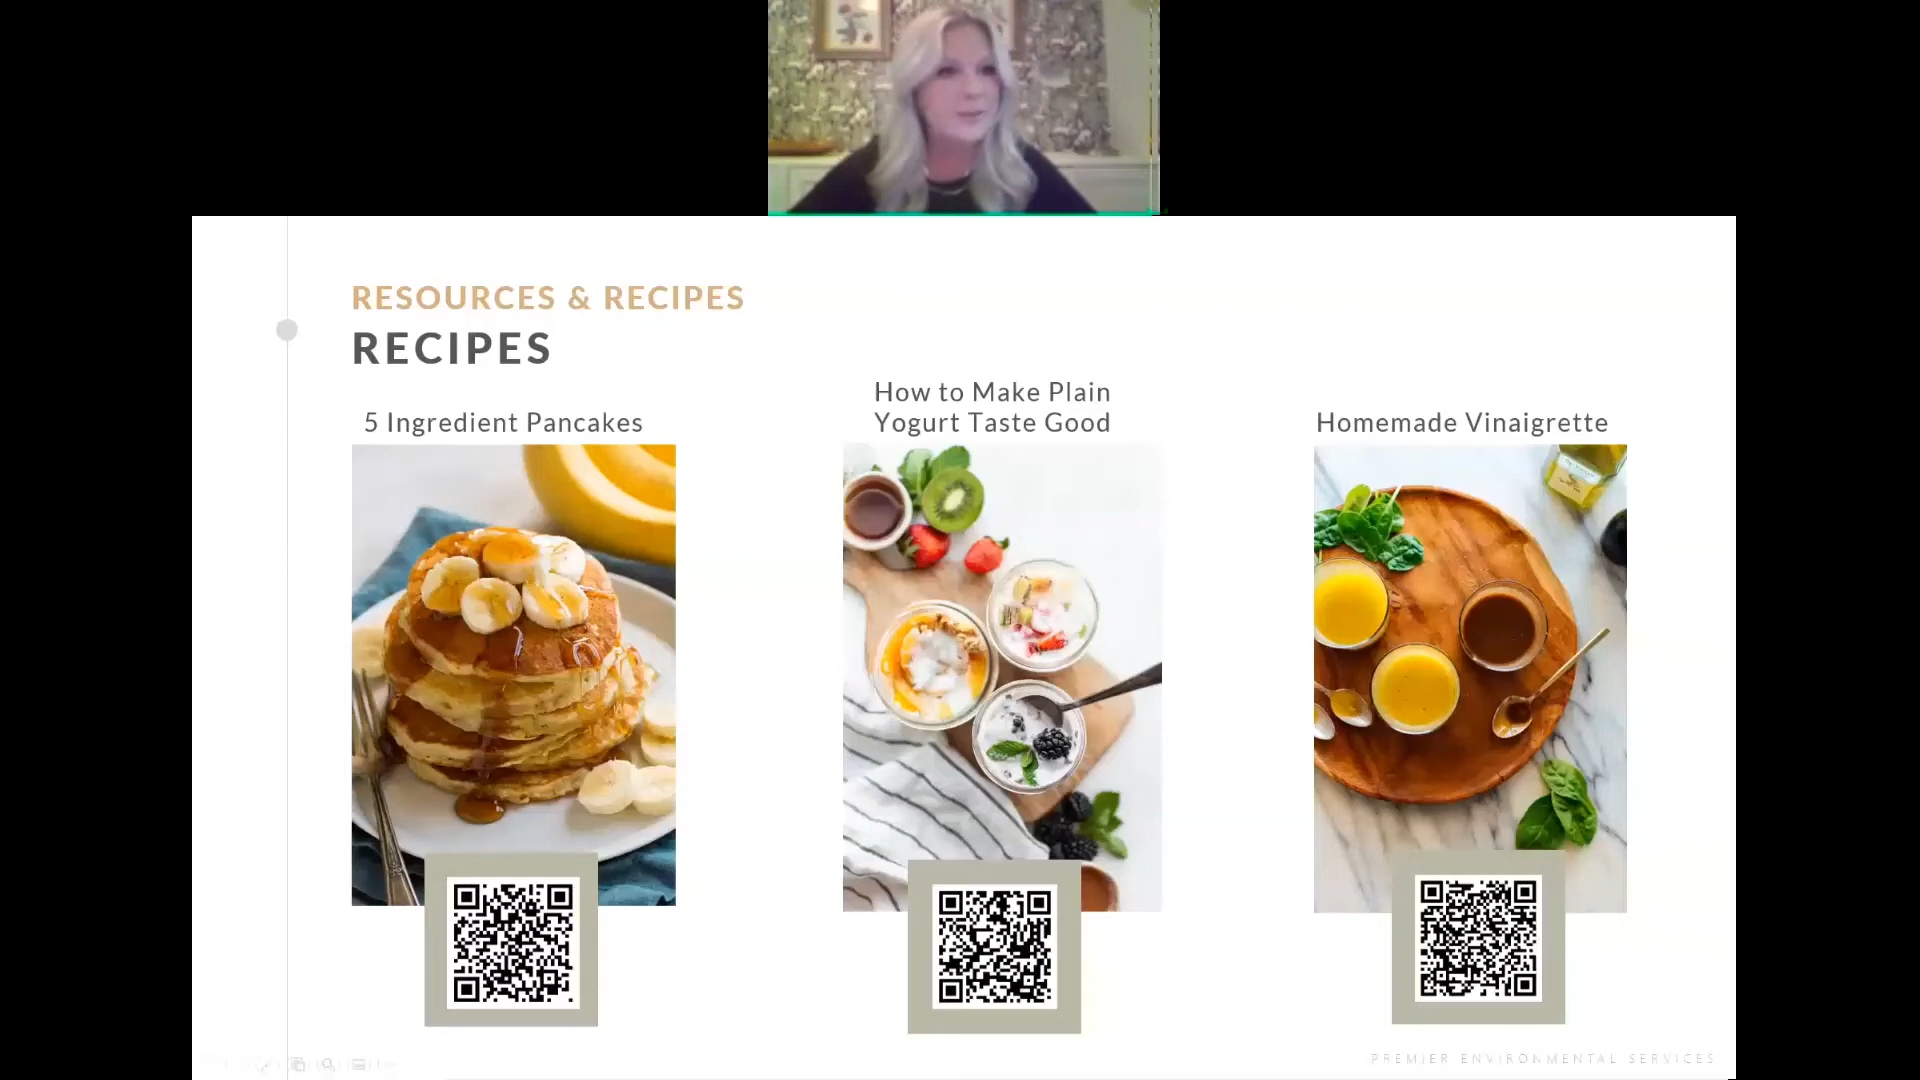 RESOURCES & RECIPES
RECIPES
5 Ingredient Pancakes
How to Make Plain
Yogurt Taste Good
Homemade Vinaigrette
PREMIER ENVIRONMENTAL SERVICES